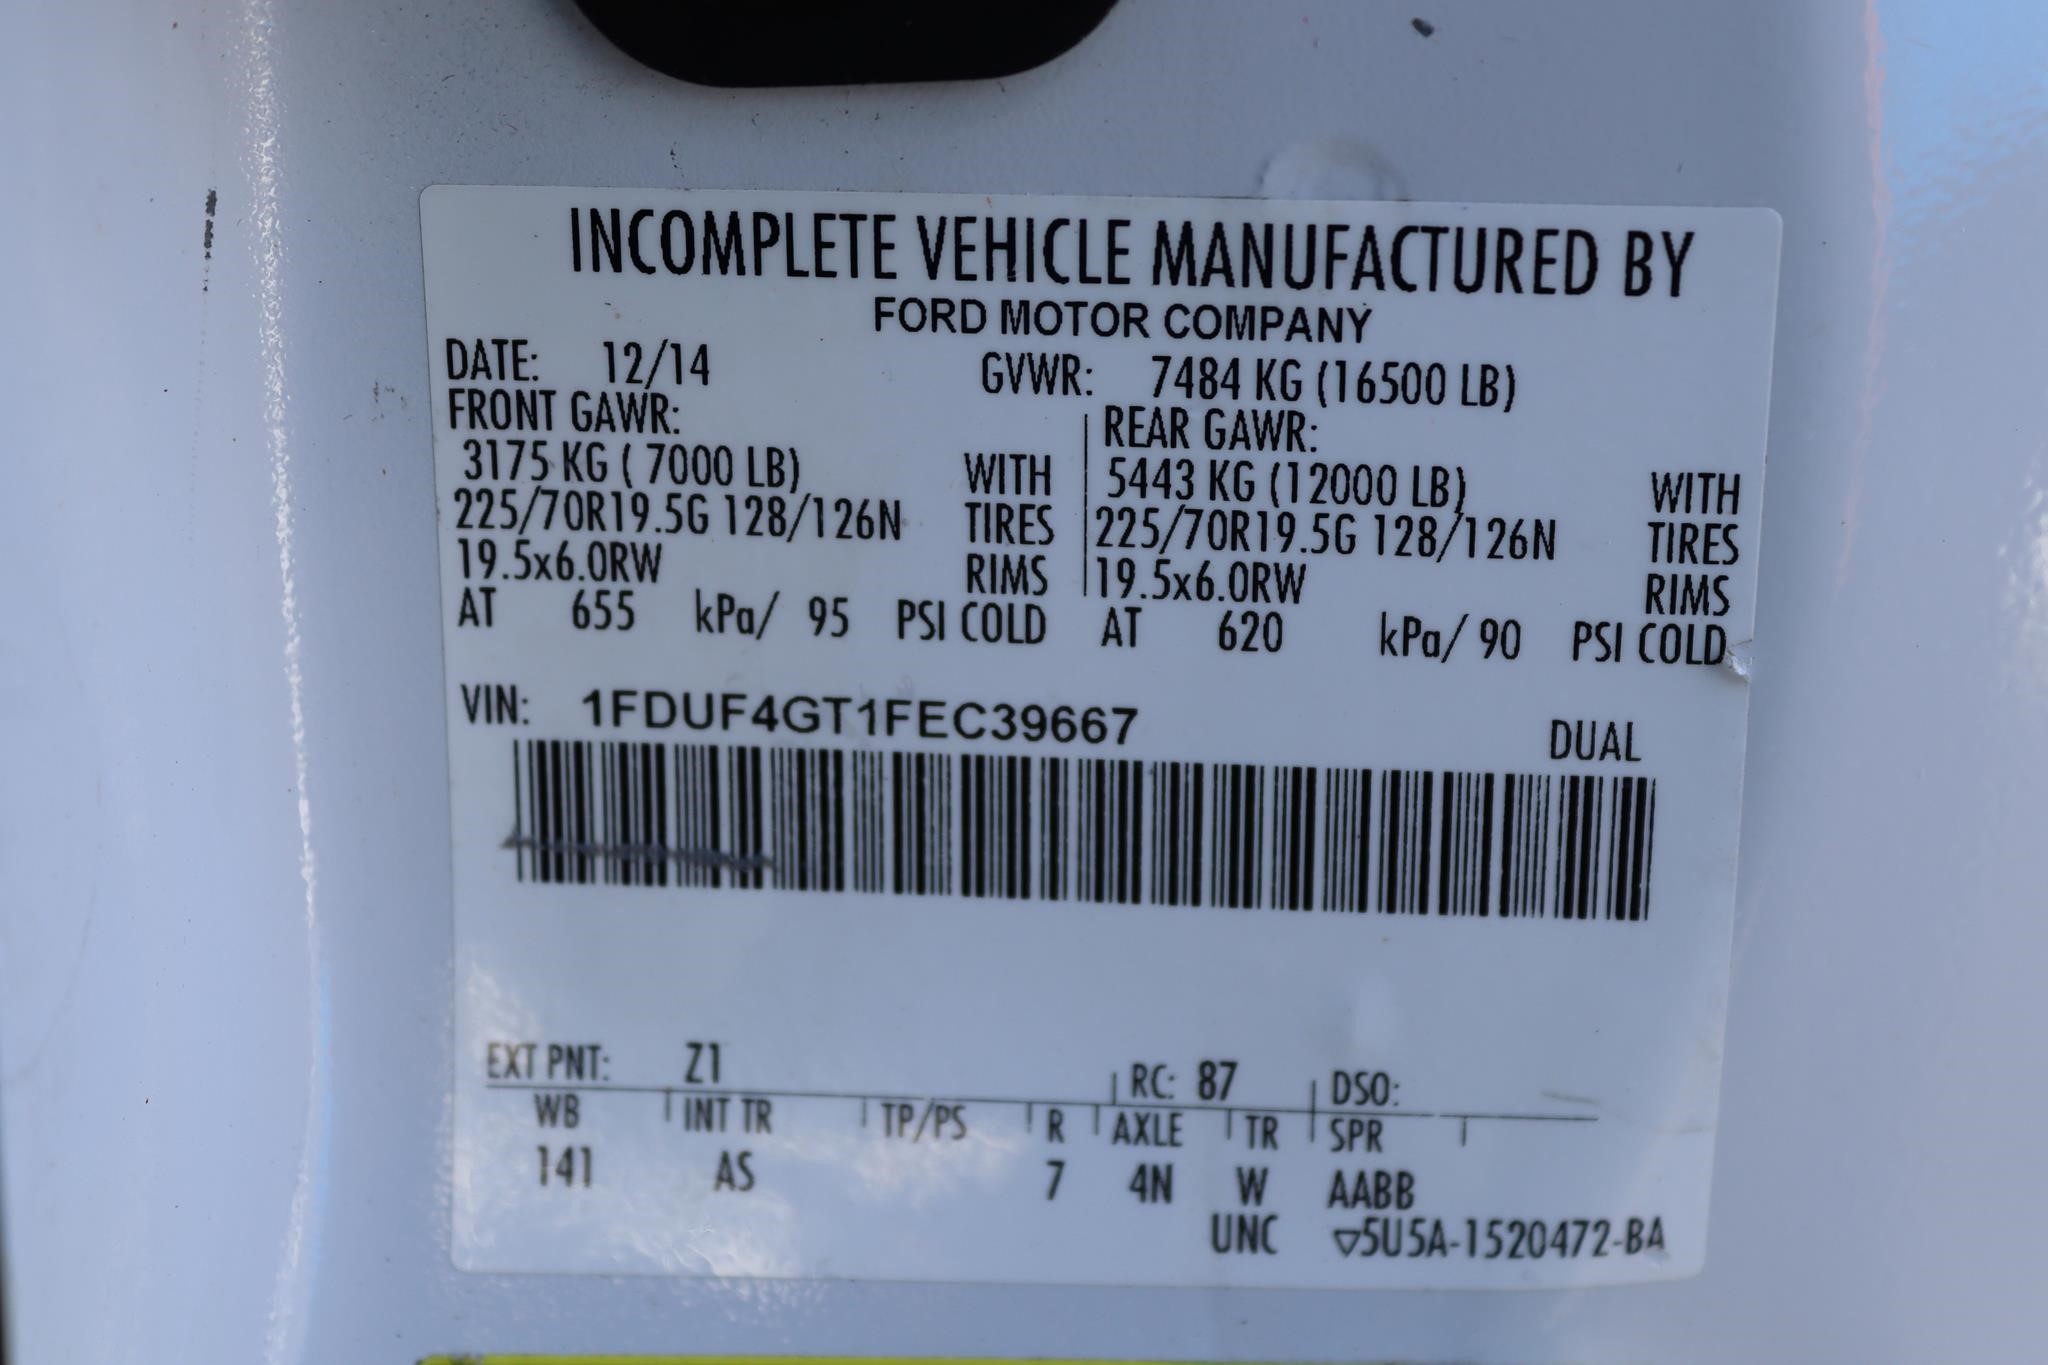 INCOMPLETE VEHICLE MANUFACTURED BY
FORD MOTOR COMPANY
DATE: 12/14 GVWR: 7484 KG (16500 LB)
FRONT GAWR: REAR GAWR:
3175 KG ( 7000 LB) WITH 5443 KG (12000 LB) WITH
225/70R19.5G 128/126N TIRES 225/70R19.5G 128/126N TIRES
19.5x6.0RW RIMS 19.5x6.0RW RIMS
AT 655 kPa/ 95 PSI COLD AT 620 kPa/ 90 PSI COLD
VIN: 1FDUF4GT1FEC39667 DUAL
EXT PNT: Z1 RC: 87 DSO:
WB INT TR TP/PS R AXLE TR SPR
141 AS 7 4N W AABB
UNC ▽5U5A-1520472-BA